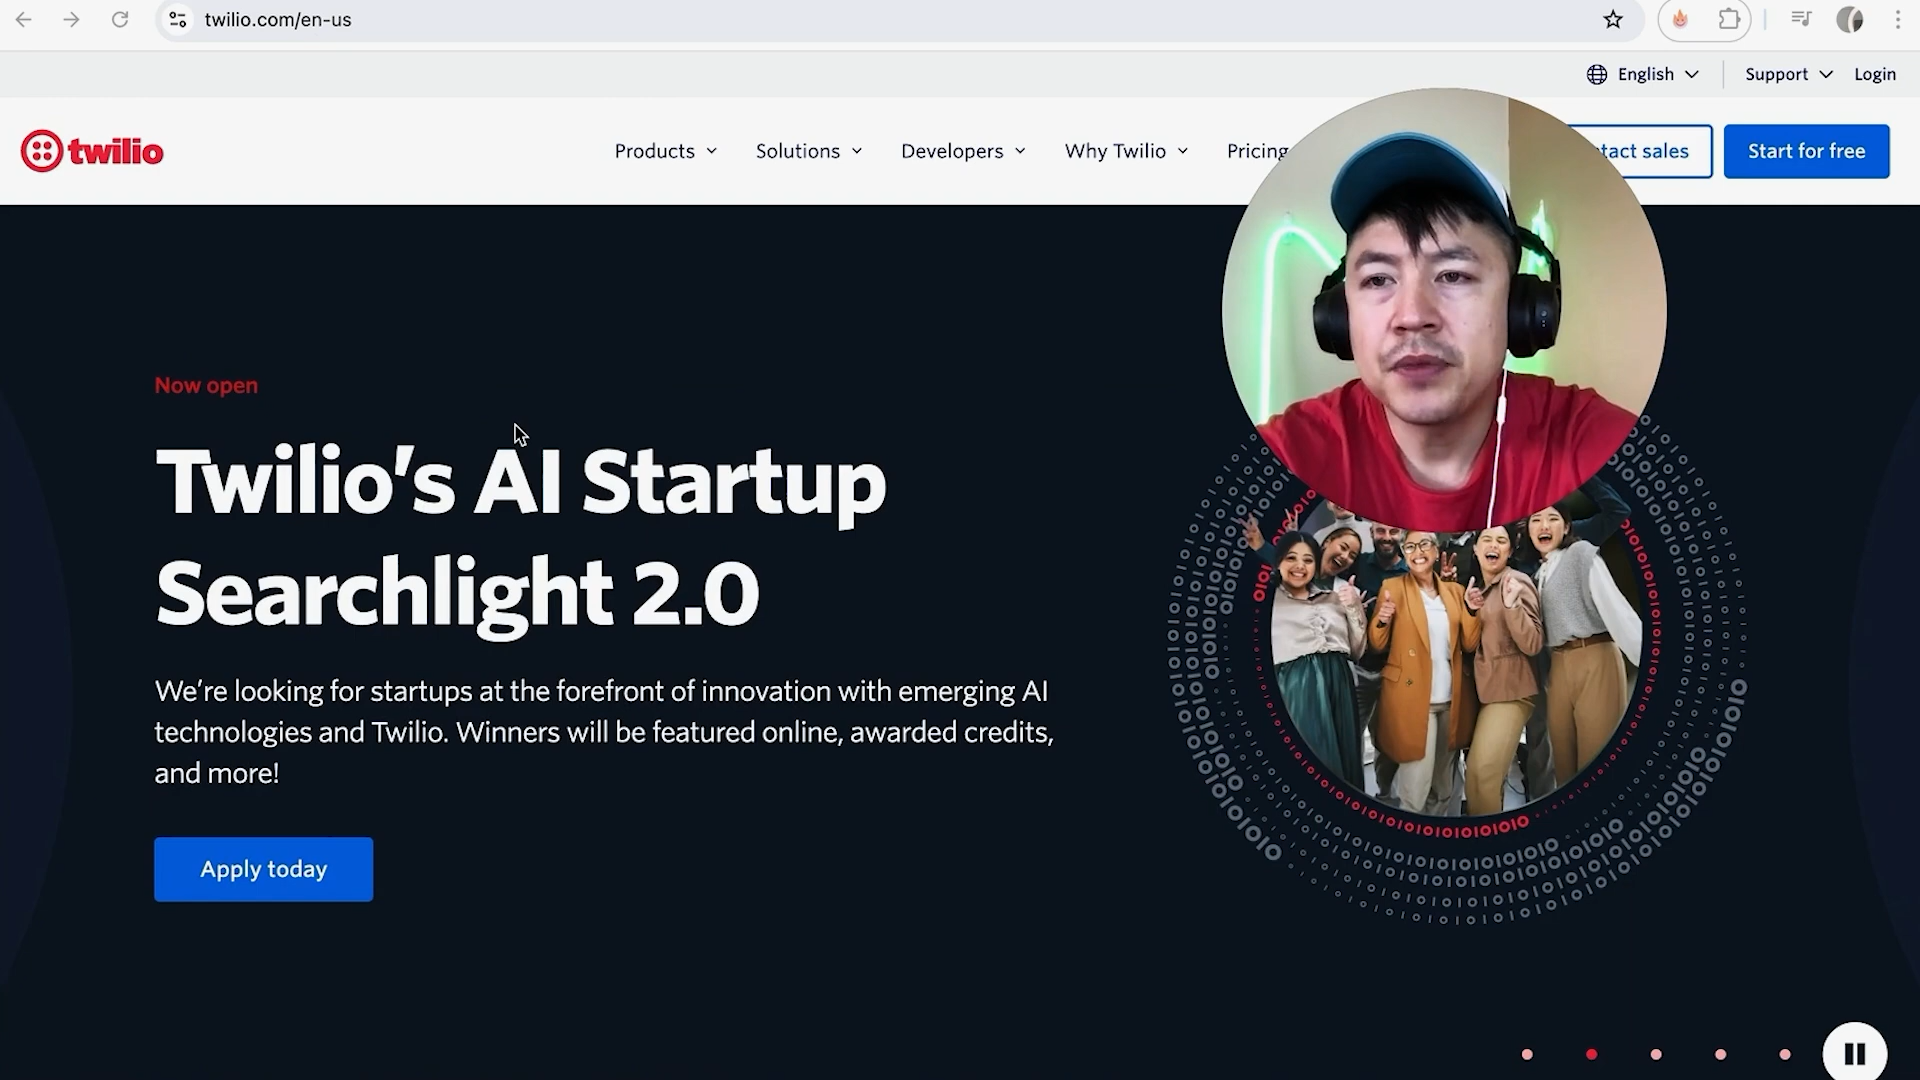 twilio.com/en-us
English
Support
Login
twilio
Products
Solutions
Developers
Why Twilio
Pricing
tact sales
Start for free
Now open
Twilio’s AI Startup
Searchlight 2.0
We’re looking for startups at the forefront of innovation with emerging AI
technologies and Twilio. Winners will be featured online, awarded credits,
and more!
Apply today